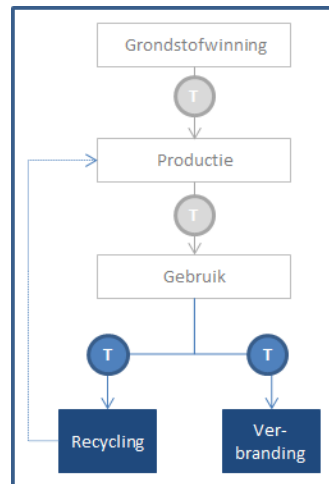 Grondstofwinning
T
Productie
T
Gebruik
T
T
Recycling
Ver-
branding